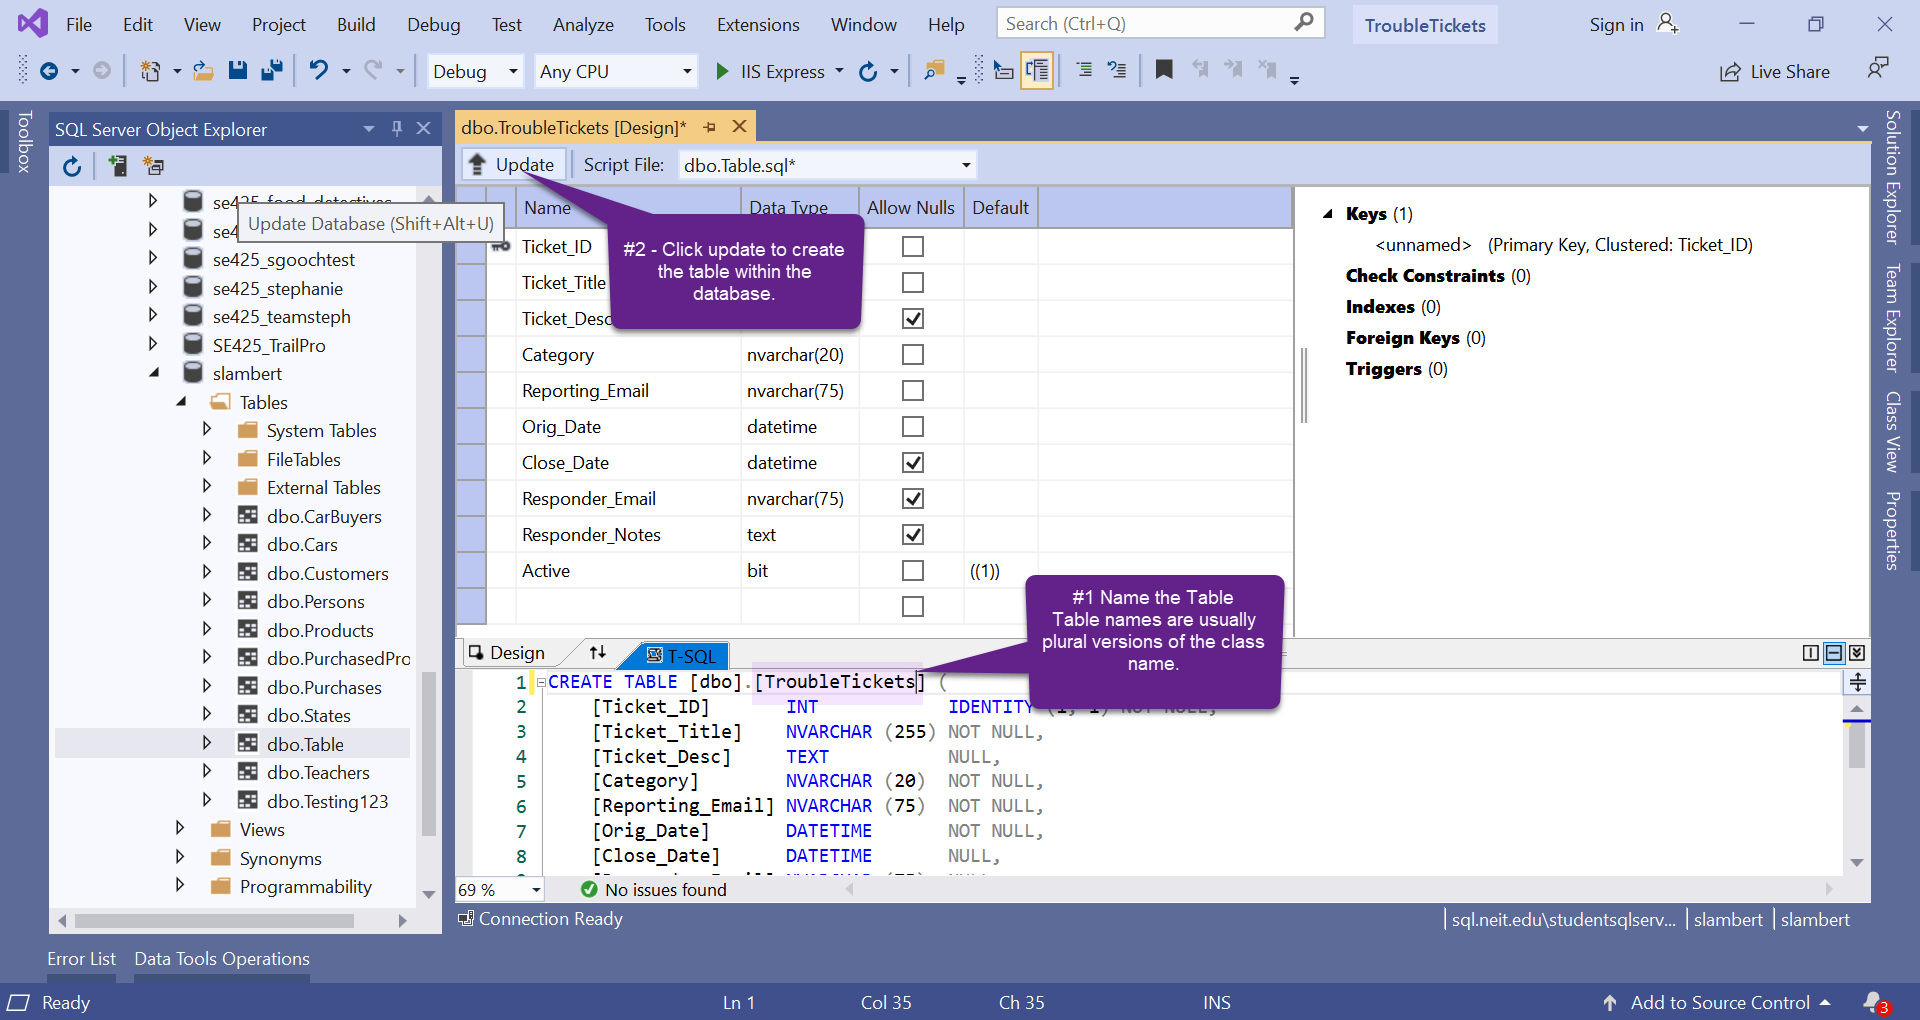 File Edit View Project Build Debug Test Analyze Tools Extensions Window Help Search (Ctrl+Q) TroubleTickets Sign in
Debug Any CPU IIS Express Live Share
Toolbox
SQL Server Object Explorer
se425_food_detectives
Update Database (Shift+Alt+U)
se425_sgoochtest
se425_stephanie
se425_teamsteph
SE425_TrailPro
slambert
Tables
System Tables
FileTables
External Tables
dbo.CarBuyers
dbo.Cars
dbo.Customers
dbo.Persons
dbo.Products
dbo.PurchasedPro
dbo.Purchases
dbo.States
dbo.Table
dbo.Teachers
dbo.Testing123
Views
Synonyms
Programmability
dbo.TroubleTickets [Design]*
Update Script File: dbo.Table.sql*
Name Data Type Allow Nulls Default
Ticket_ID
Ticket_Title
Ticket_Desc
Category nvarchar(20)
Reporting_Email nvarchar(75)
Orig_Date datetime
Close_Date datetime
Responder_Email nvarchar(75)
Responder_Notes text
Active bit ((1))
#2 - Click update to create
the table within the
database.
Keys (1)
<unnamed> (Primary Key, Clustered: Ticket_ID)
Check Constraints (0)
Indexes (0)
Foreign Keys (0)
Triggers (0)
#1 Name the Table
Table names are usually
plural versions of the class
name.
Design T-SQL
1 CREATE TABLE [dbo].[TroubleTickets] (
2 [Ticket_ID] INT IDENTITY (1, 1) NOT NULL,
3 [Ticket_Title] NVARCHAR (255) NOT NULL,
4 [Ticket_Desc] TEXT NULL,
5 [Category] NVARCHAR (20) NOT NULL,
6 [Reporting_Email] NVARCHAR (75) NOT NULL,
7 [Orig_Date] DATETIME NOT NULL,
8 [Close_Date] DATETIME NULL,
69 % No issues found
Connection Ready sql.neit.edu\studentsqlserv... slambert slambert
Solution Explorer
Team Explorer
Class View
Properties
Error List Data Tools Operations
Ready Ln 1 Col 35 Ch 35 INS Add to Source Control 3